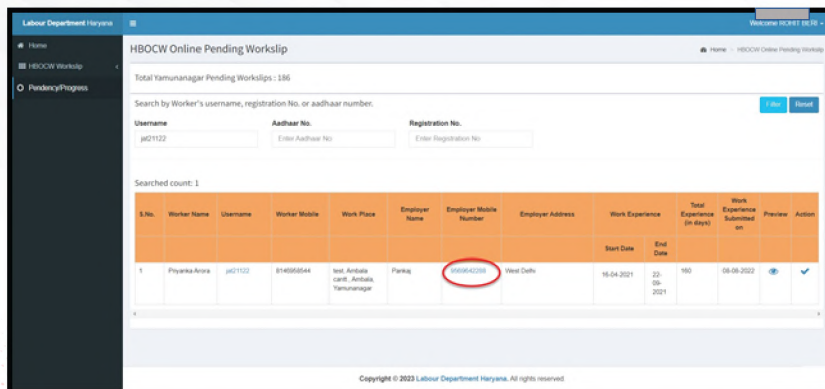 Labour Department Haryana
Welcome ROHIT BERI
Home
HBOCW Workslip
Pendency/Progress
HBOCW Online Pending Workslip
Home
HBOCW Online Pending Workslip
Total Yamunanagar Pending Workslips : 186
Search by Worker's username, registration No. or aadhaar number.
Filter Reset
Username Aadhaar No. Registration No.
jat21122 Enter Aadhaar No Enter Registration No
Searched count: 1
S.No. Worker Name Username Worker Mobile Work Place Employer Name Employer Mobile Number Employer Address Work Experience Total Experience (in days) Work Experience Submitted on Preview Action
Start Date End Date
1 Priyanka Arora jat21122 8146958544 test, Ambala cantt , Ambala, Yamunanagar Pankaj West Delhi 16-04-2021 22-09-2021 160 08-08-2022
Copyright © 2023 Labour Department Haryana. All rights reserved.